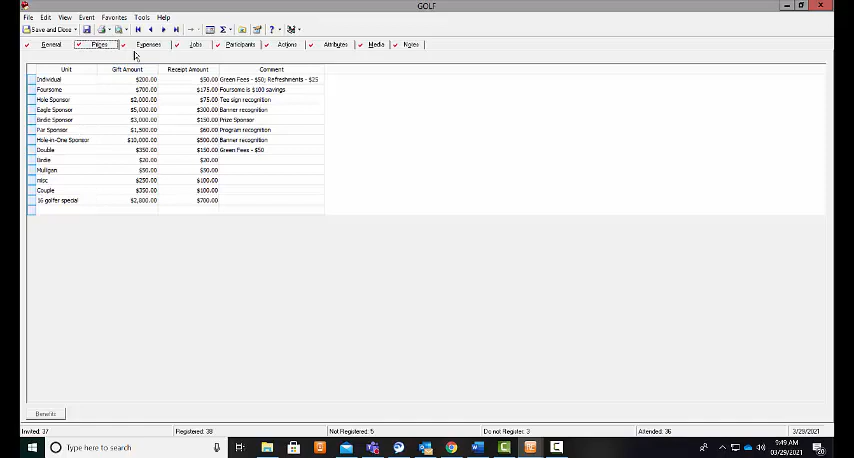 GOLF
File Edit View Event Favorites Tools Help
Save and Close
General Prices Expenses Jobs Participants Actions Attributes Media Notes
Unit Gift Amount Receipt Amount Comment
Individual $200.00 $50.00 Green Fees - $50; Refreshments - $25
Foursome $700.00 $175.00 Foursome is $100 savings
Hole Sponsor $2,000.00 $75.00 Tee sign recognition
Eagle Sponsor $5,000.00 $300.00 Banner recognition
Birdie Sponsor $3,000.00 $150.00 Prize Sponsor
Par Sponsor $1,500.00 $60.00 Program recognition
Hole-in-One Sponsor $10,000.00 $500.00 Banner recognition
Double $350.00 $150.00 Green Fees - $50
Birdie $20.00 $20.00
Mulligan $50.00 $50.00
misc $250.00 $100.00
Couple $350.00 $100.00
16 golfer special $2,800.00 $700.00
Benefits
Invited: 37 Registered: 38 Not Registered: 5 Do not Register: 3 Attended: 36 3/29/2021
Type here to search
9:49 AM
03/29/2021